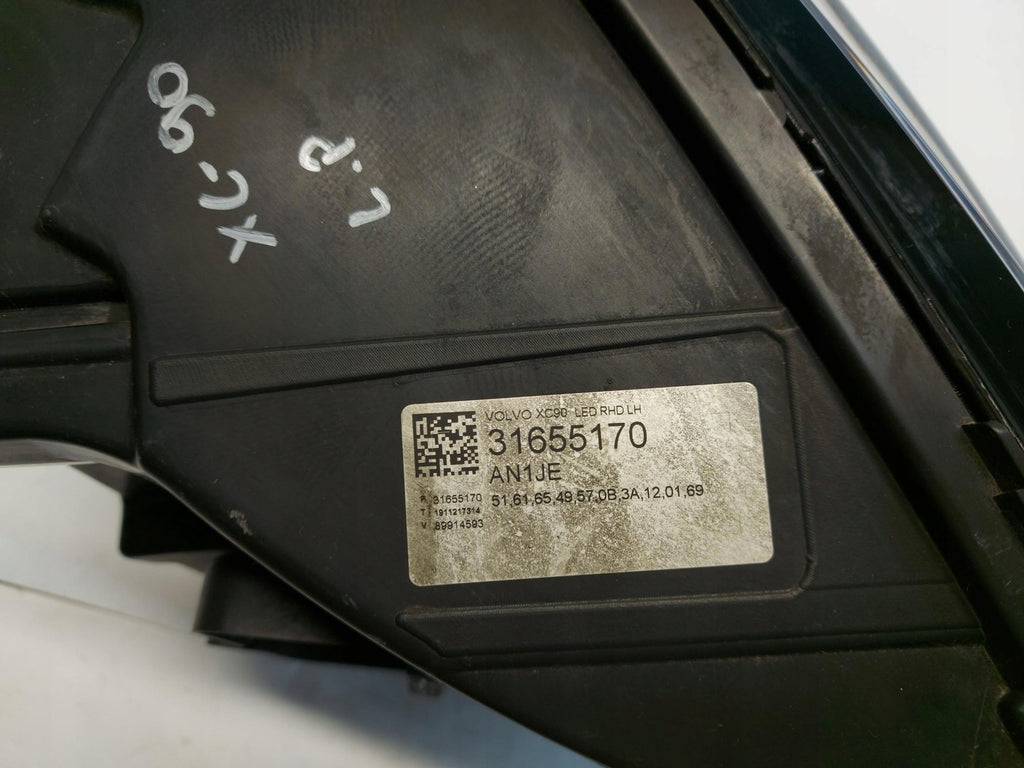 XC-90
L.P
VOLVO XC90 LED RHD LH
31655170
AN1JE
P 31655170
T 1911217314
V 89914593
51,61,65,49,57,0B,3A,12,01,69